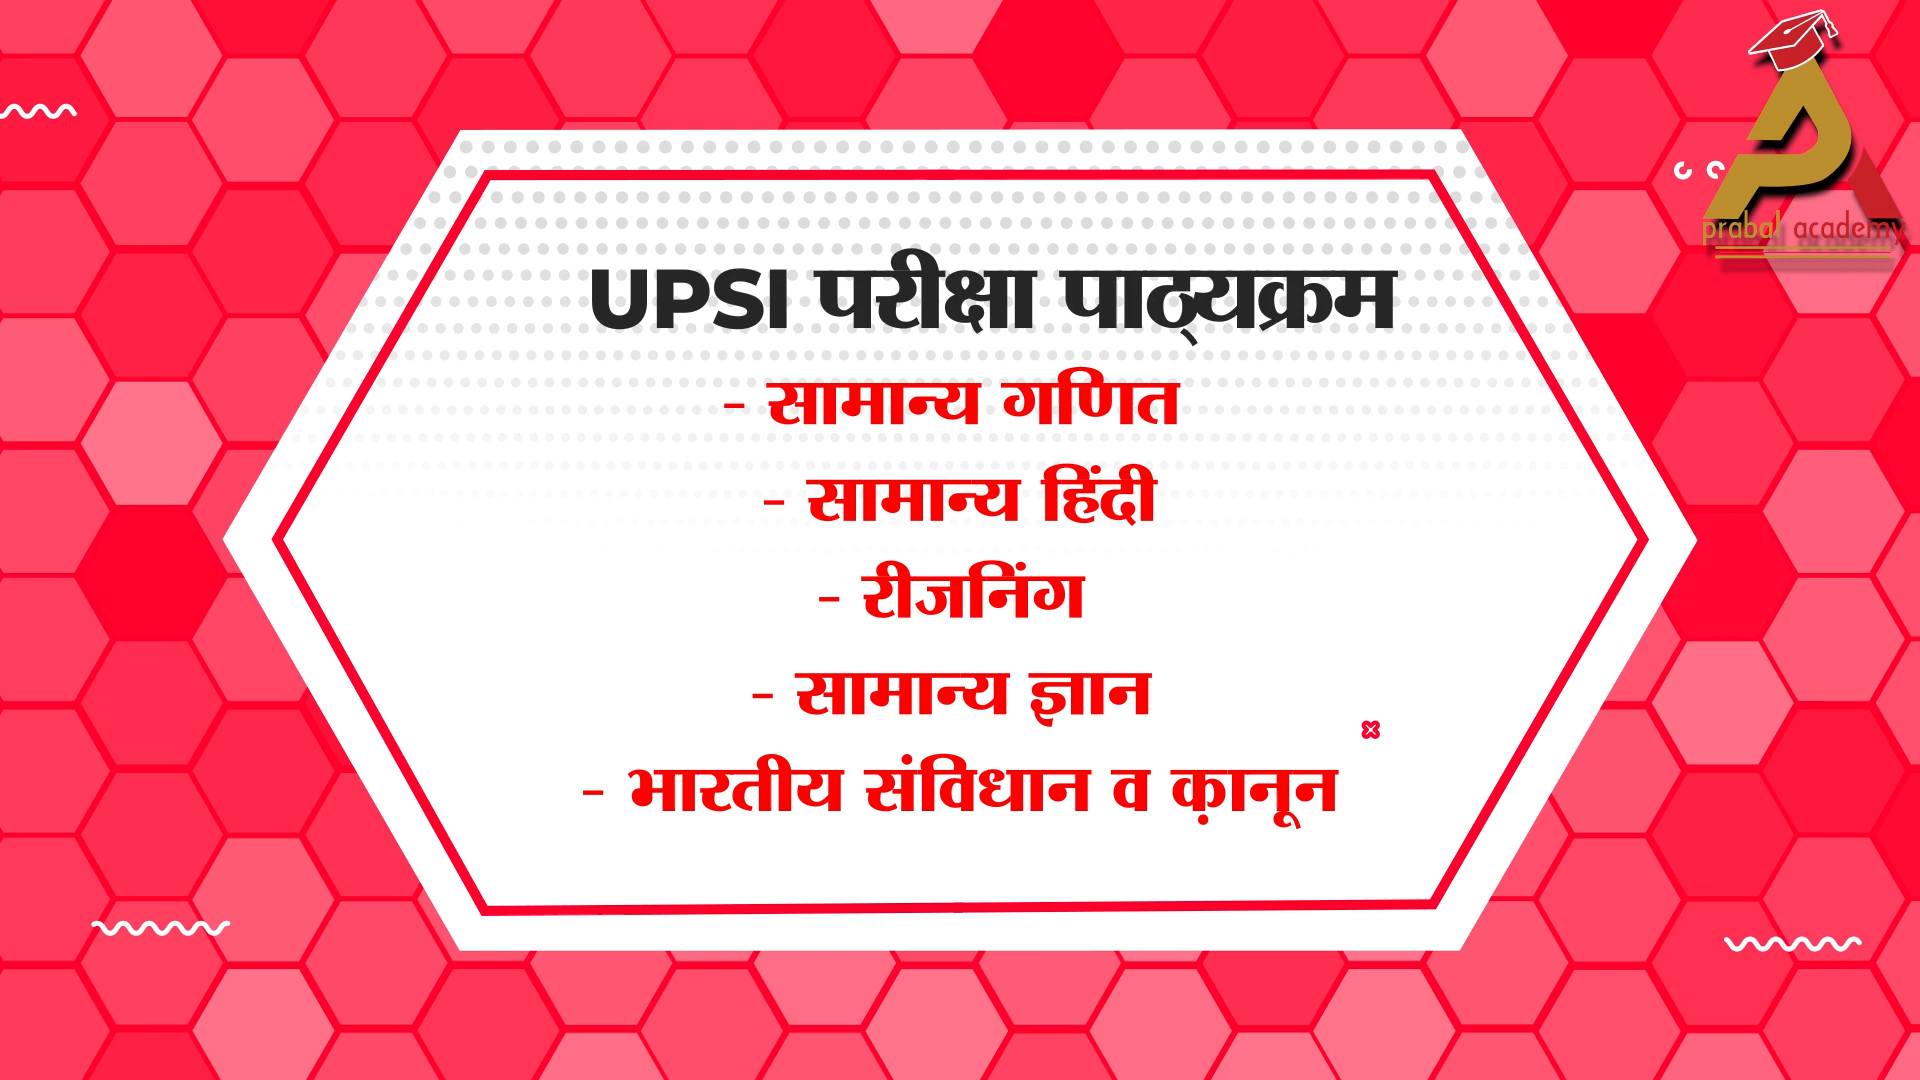 prabal academy
UPSI परीक्षा पाठ्यक्रम
- सामान्य गणित
- सामान्य हिंदी
- रीजनिंग
- सामान्य ज्ञान
- भारतीय संविधान व क़ानून